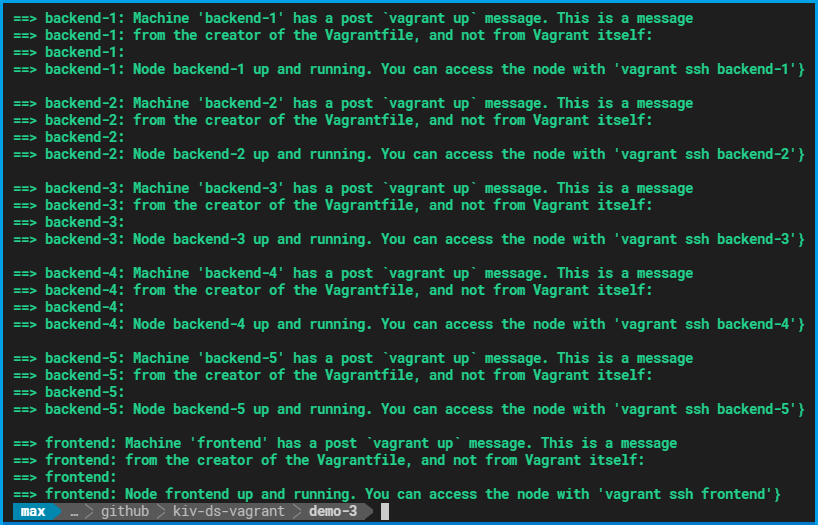 ==> backend-1: Machine 'backend-1' has a post `vagrant up` message. This is a message
==> backend-1: from the creator of the Vagrantfile, and not from Vagrant itself:
==> backend-1:
==> backend-1: Node backend-1 up and running. You can access the node with 'vagrant ssh backend-1'}
==> backend-2: Machine 'backend-2' has a post `vagrant up` message. This is a message
==> backend-2: from the creator of the Vagrantfile, and not from Vagrant itself:
==> backend-2:
==> backend-2: Node backend-2 up and running. You can access the node with 'vagrant ssh backend-2'}
==> backend-3: Machine 'backend-3' has a post `vagrant up` message. This is a message
==> backend-3: from the creator of the Vagrantfile, and not from Vagrant itself:
==> backend-3:
==> backend-3: Node backend-3 up and running. You can access the node with 'vagrant ssh backend-3'}
==> backend-4: Machine 'backend-4' has a post `vagrant up` message. This is a message
==> backend-4: from the creator of the Vagrantfile, and not from Vagrant itself:
==> backend-4:
==> backend-4: Node backend-4 up and running. You can access the node with 'vagrant ssh backend-4'}
==> backend-5: Machine 'backend-5' has a post `vagrant up` message. This is a message
==> backend-5: from the creator of the Vagrantfile, and not from Vagrant itself:
==> backend-5:
==> backend-5: Node backend-5 up and running. You can access the node with 'vagrant ssh backend-5'}
==> frontend: Machine 'frontend' has a post `vagrant up` message. This is a message
==> frontend: from the creator of the Vagrantfile, and not from Vagrant itself:
==> frontend:
==> frontend: Node frontend up and running. You can access the node with 'vagrant ssh frontend'}
max … github kiv-ds-vagrant demo-3